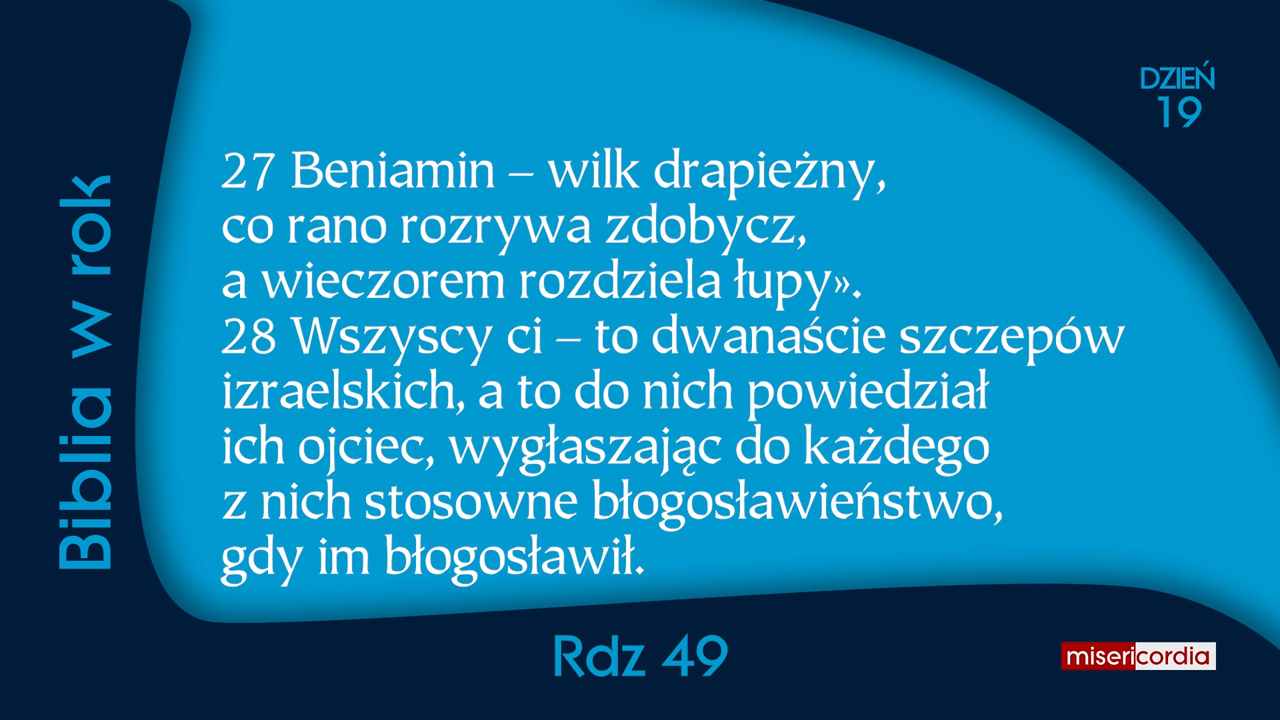 DZIEŃ
19
Biblia w rok
27 Beniamin – wilk drapieżny,
co rano rozrywa zdobycz,
a wieczorem rozdziela łupy».
28 Wszyscy ci – to dwanaście szczepów
izraelskich, a to do nich powiedział
ich ojciec, wygłaszając do każdego
z nich stosowne błogosławieństwo,
gdy im błogosławił.
Rdz 49
misericordia